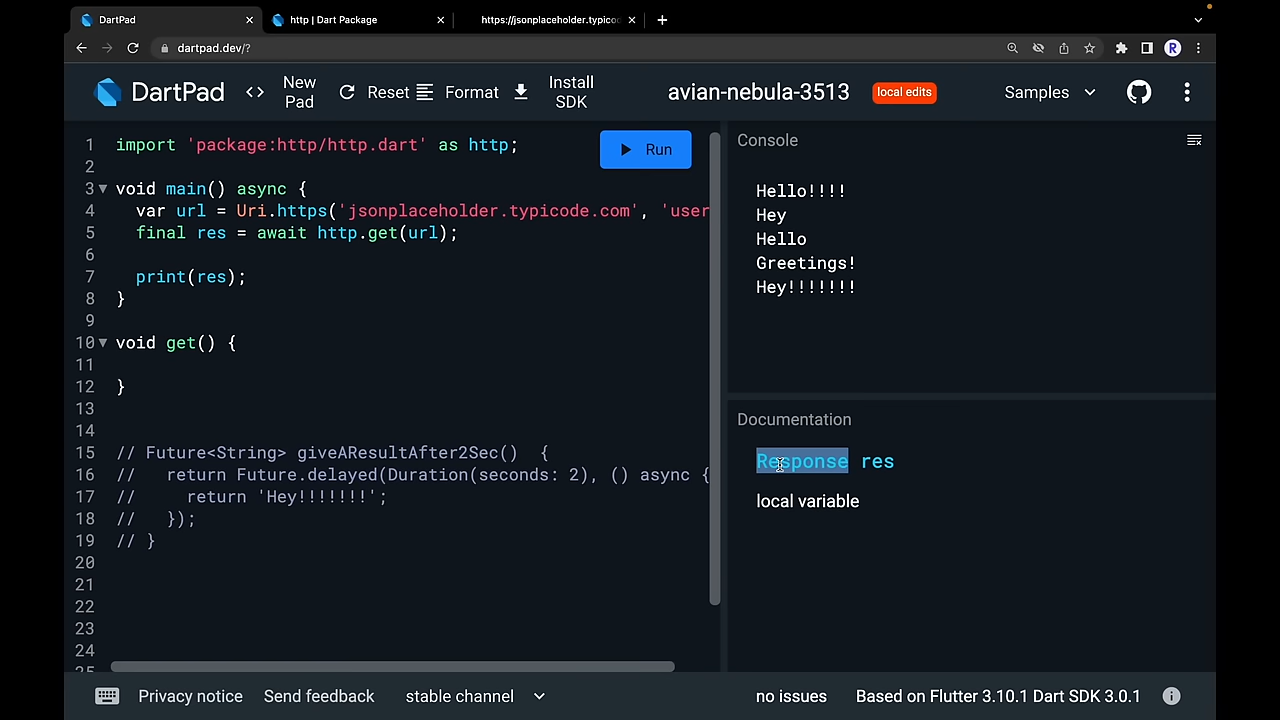 DartPad
http | Dart Package
https://jsonplaceholder.typico
dartpad.dev/?
R
DartPad
<> New Pad
Reset
Format
Install SDK
avian-nebula-3513
local edits
Samples
1 import 'package:http/http.dart' as http;
Run
2
3 void main() async {
4 var url = Uri.https('jsonplaceholder.typicode.com', 'user
5 final res = await http.get(url);
6
7 print(res);
8 }
9
10 void get() {
11
12 }
13
14
15 // Future<String> giveAResultAfter2Sec()  {
16 //   return Future.delayed(Duration(seconds: 2), () async {
17 //     return 'Hey!!!!!!!';
18 //   });
19 // }
20
21
22
23
24
25
Console
Hello!!!!
Hey
Hello
Greetings!
Hey!!!!!!!
Documentation
Response res
local variable
Privacy notice
Send feedback
stable channel
no issues
Based on Flutter 3.10.1 Dart SDK 3.0.1